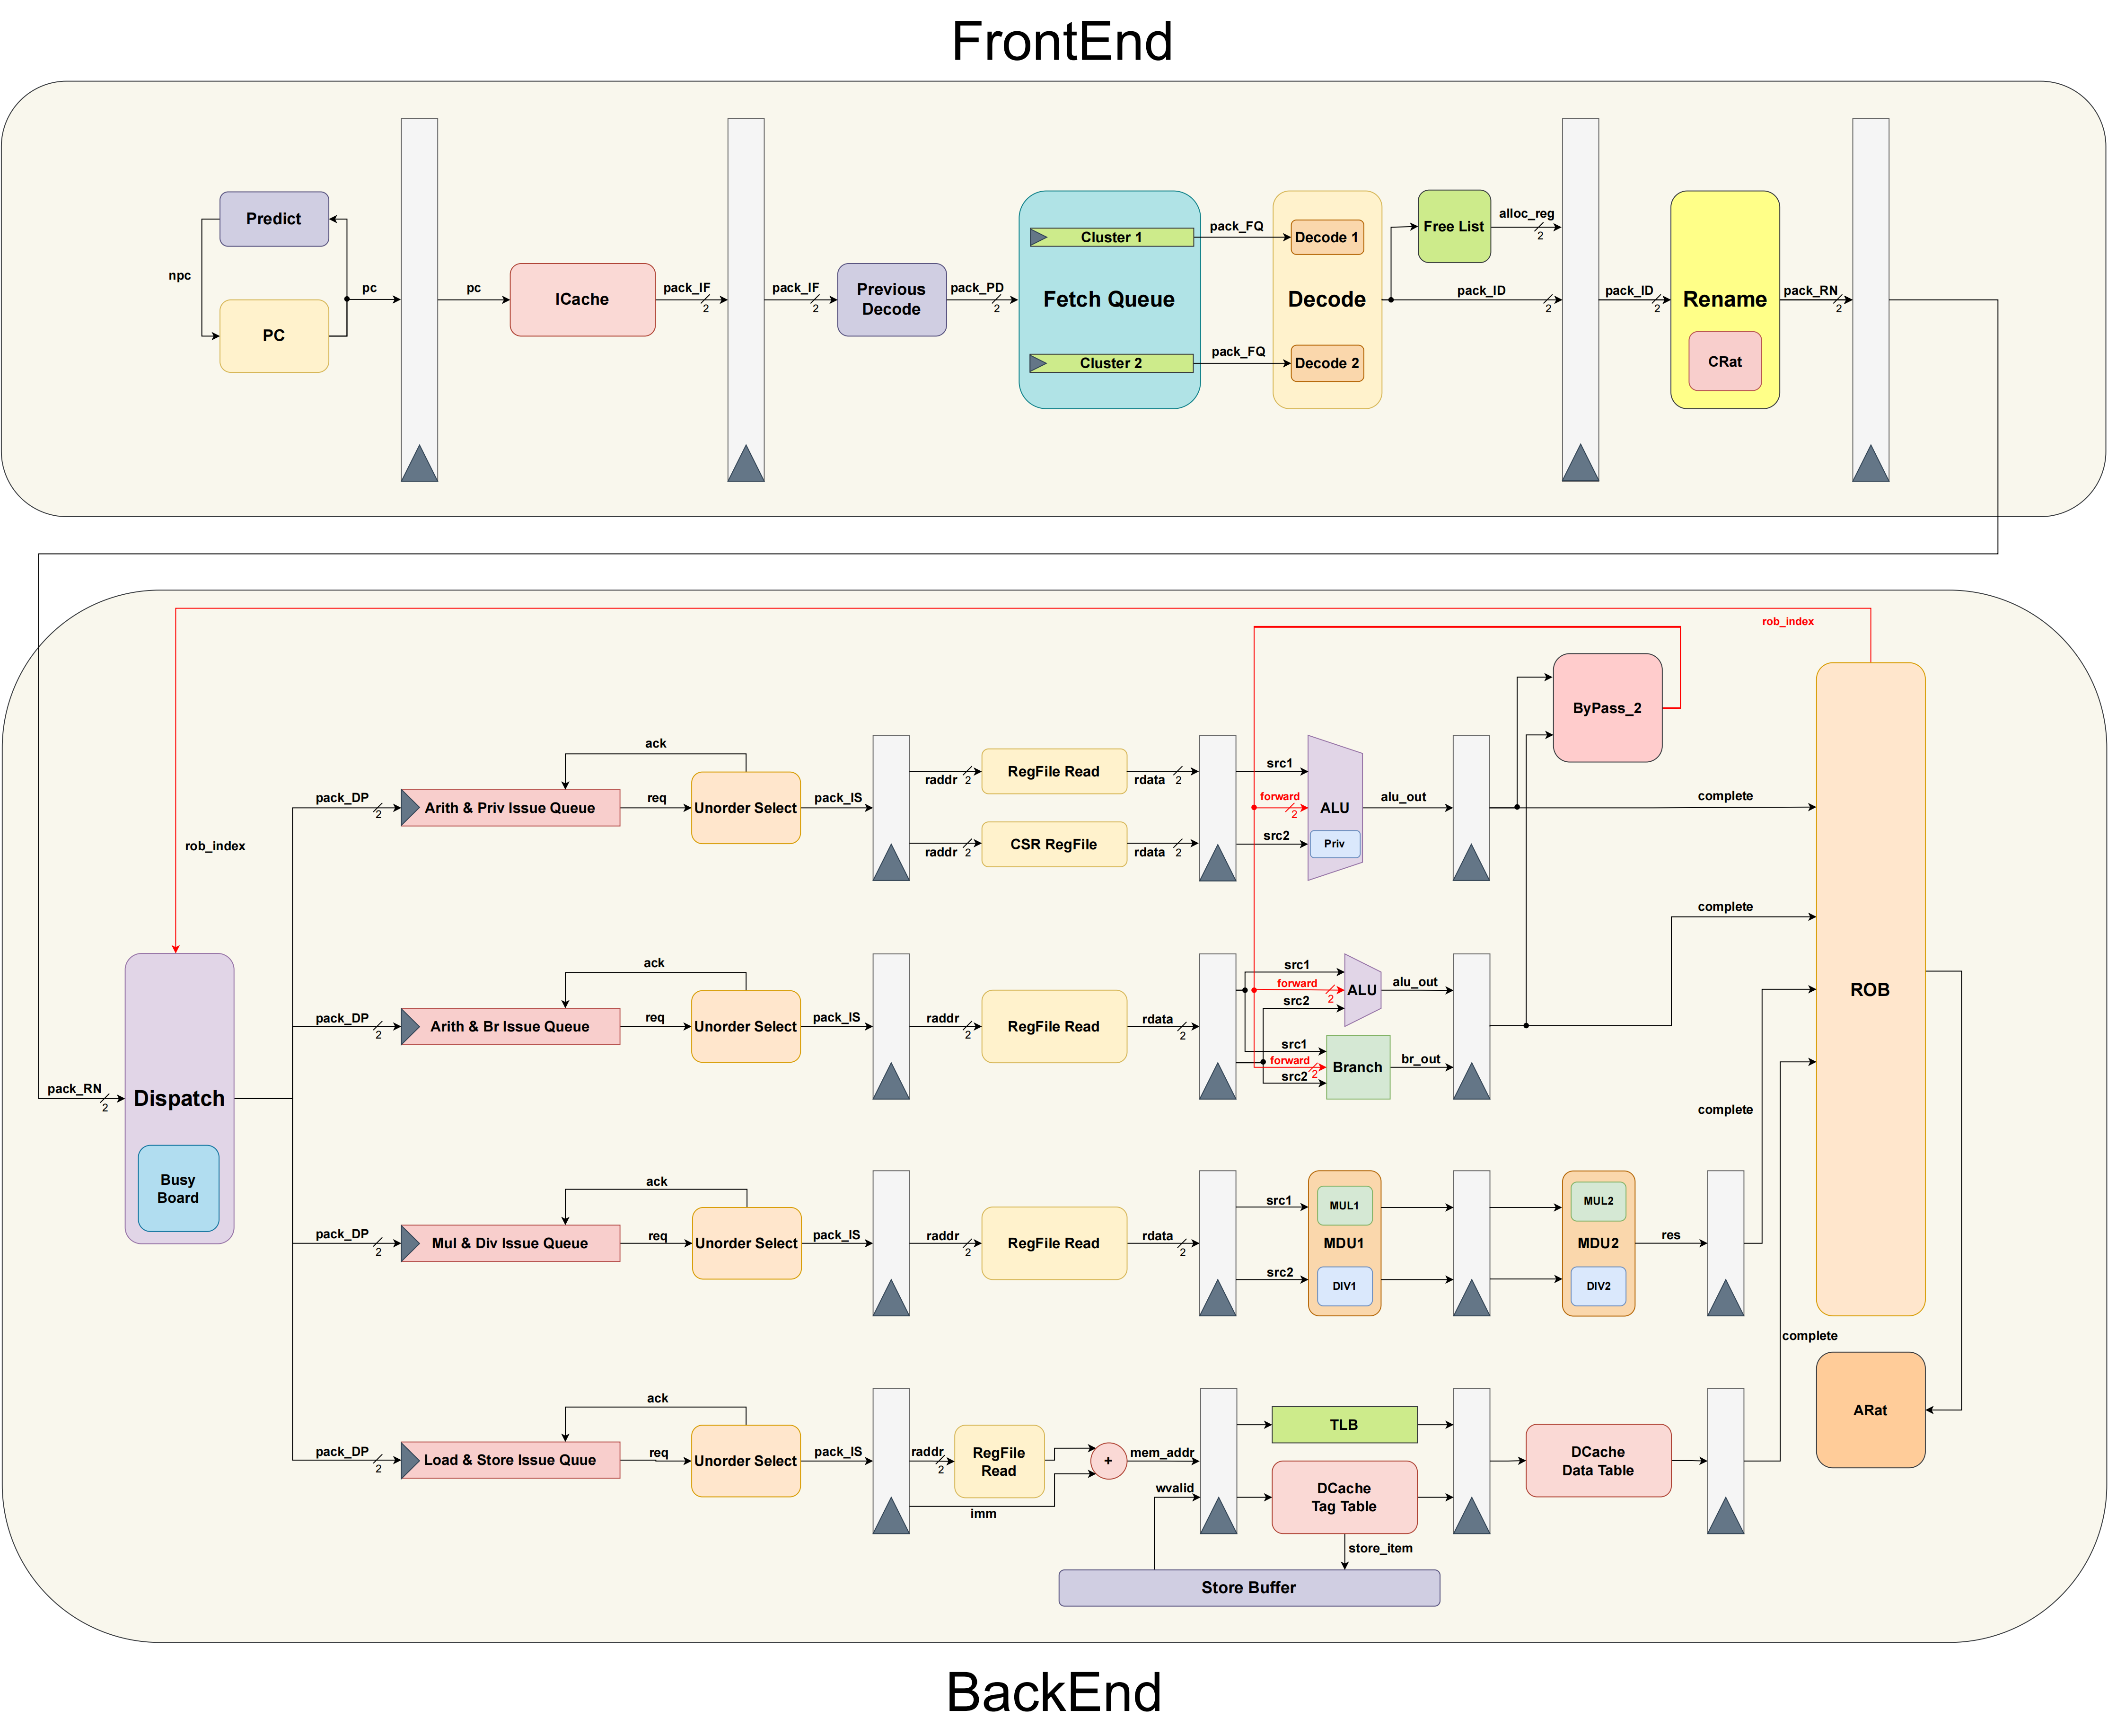 FrontEnd
Predict
npc
PC
pc
pc
ICache
pack_IF
2
pack_IF
2
Previous
Decode
pack_PD
2
Fetch Queue
Cluster 1
Cluster 2
pack_FQ
pack_FQ
Decode 1
Decode
Decode 2
Free List
alloc_reg
2
pack_ID
2
pack_ID
2
Rename
CRat
pack_RN
2
rob_index
rob_index
pack_RN
2
Dispatch
Busy
Board
pack_DP
2
Arith & Priv Issue Queue
ack
req
Unorder Select
pack_IS
raddr
2
RegFile Read
rdata
2
raddr
2
CSR RegFile
rdata
2
src1
forward
2
src2
ALU
Priv
alu_out
ByPass_2
complete
pack_DP
2
Arith & Br Issue Queue
ack
req
Unorder Select
pack_IS
raddr
2
RegFile Read
rdata
2
src1
forward
2
src2
ALU
alu_out
src1
forward
2
src2
Branch
br_out
complete
ROB
pack_DP
2
Mul & Div Issue Queue
ack
req
Unorder Select
pack_IS
raddr
2
RegFile Read
rdata
2
src1
src2
MUL1
MDU1
DIV1
MUL2
MDU2
DIV2
res
complete
pack_DP
2
Load & Store Issue Quue
ack
req
Unorder Select
pack_IS
raddr
2
RegFile
Read
imm
+
mem_addr
wvalid
TLB
DCache
Tag Table
store_item
Store Buffer
DCache
Data Table
complete
ARat
BackEnd